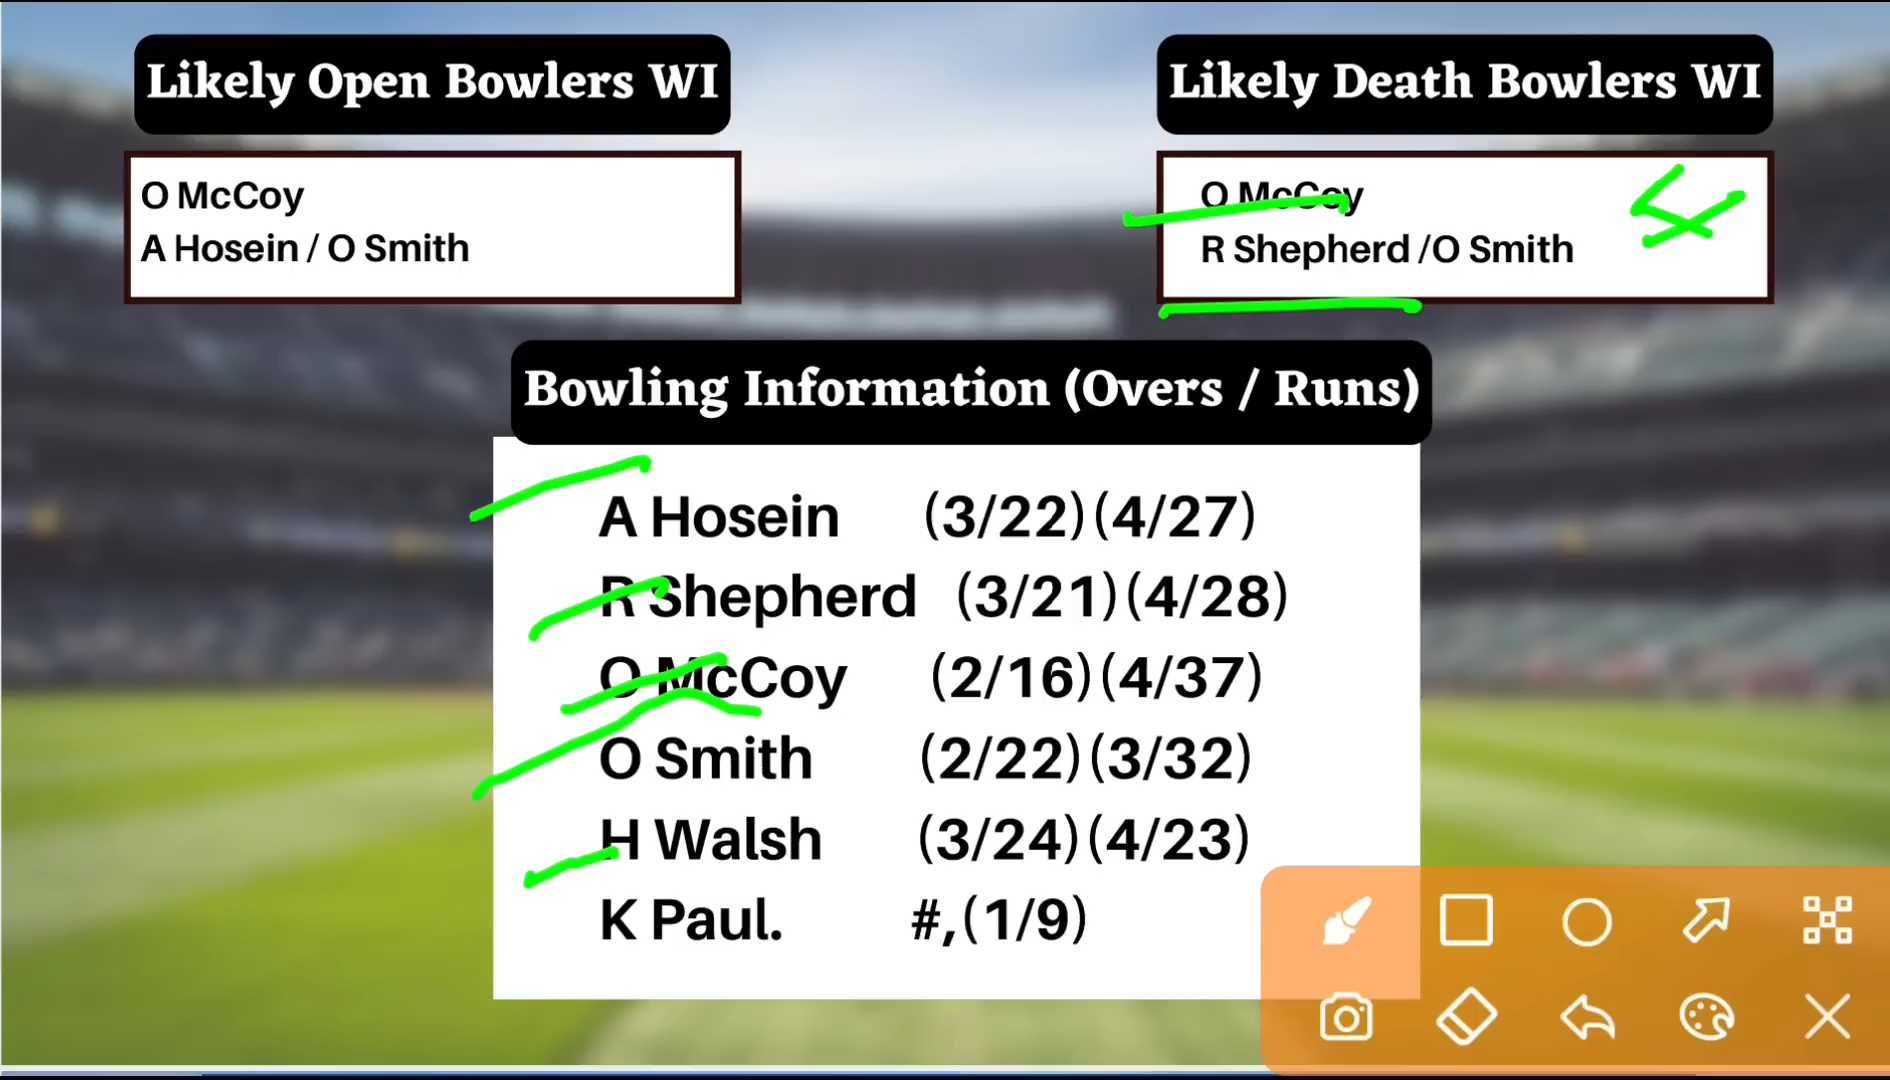 Likely Open Bowlers WI
O McCoy
A Hosein / O Smith
Likely Death Bowlers WI
O McCoy
R Shepherd /O Smith
Bowling Information (Overs / Runs)
A Hosein (3/22)(4/27)
R Shepherd (3/21)(4/28)
O McCoy (2/16)(4/37)
O Smith (2/22)(3/32)
H Walsh (3/24)(4/23)
K Paul. #,(1/9)